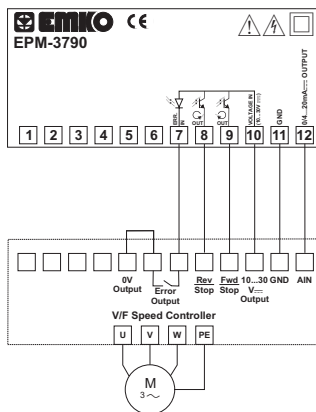 EMKO CE
EPM-3790
ERR. IN
OUT
OUT
VOLTAGE IN (10...30V ⎓)
GND
0/4...20mA ⎓ OUTPUT
1 2 3 4 5 6 7 8 9 10 11 12
0V Output
Error Output
Rev Stop
Fwd Stop
10...30 V ⎓ Output
GND
AIN
V/F Speed Controller
U V W PE
M
3~